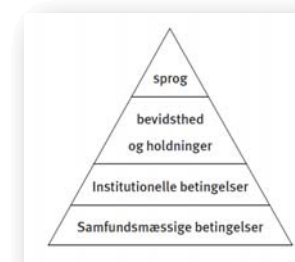 sprog
bevidsthed
og holdninger
Institutionelle betingelser
Samfundsmæssige betingelser